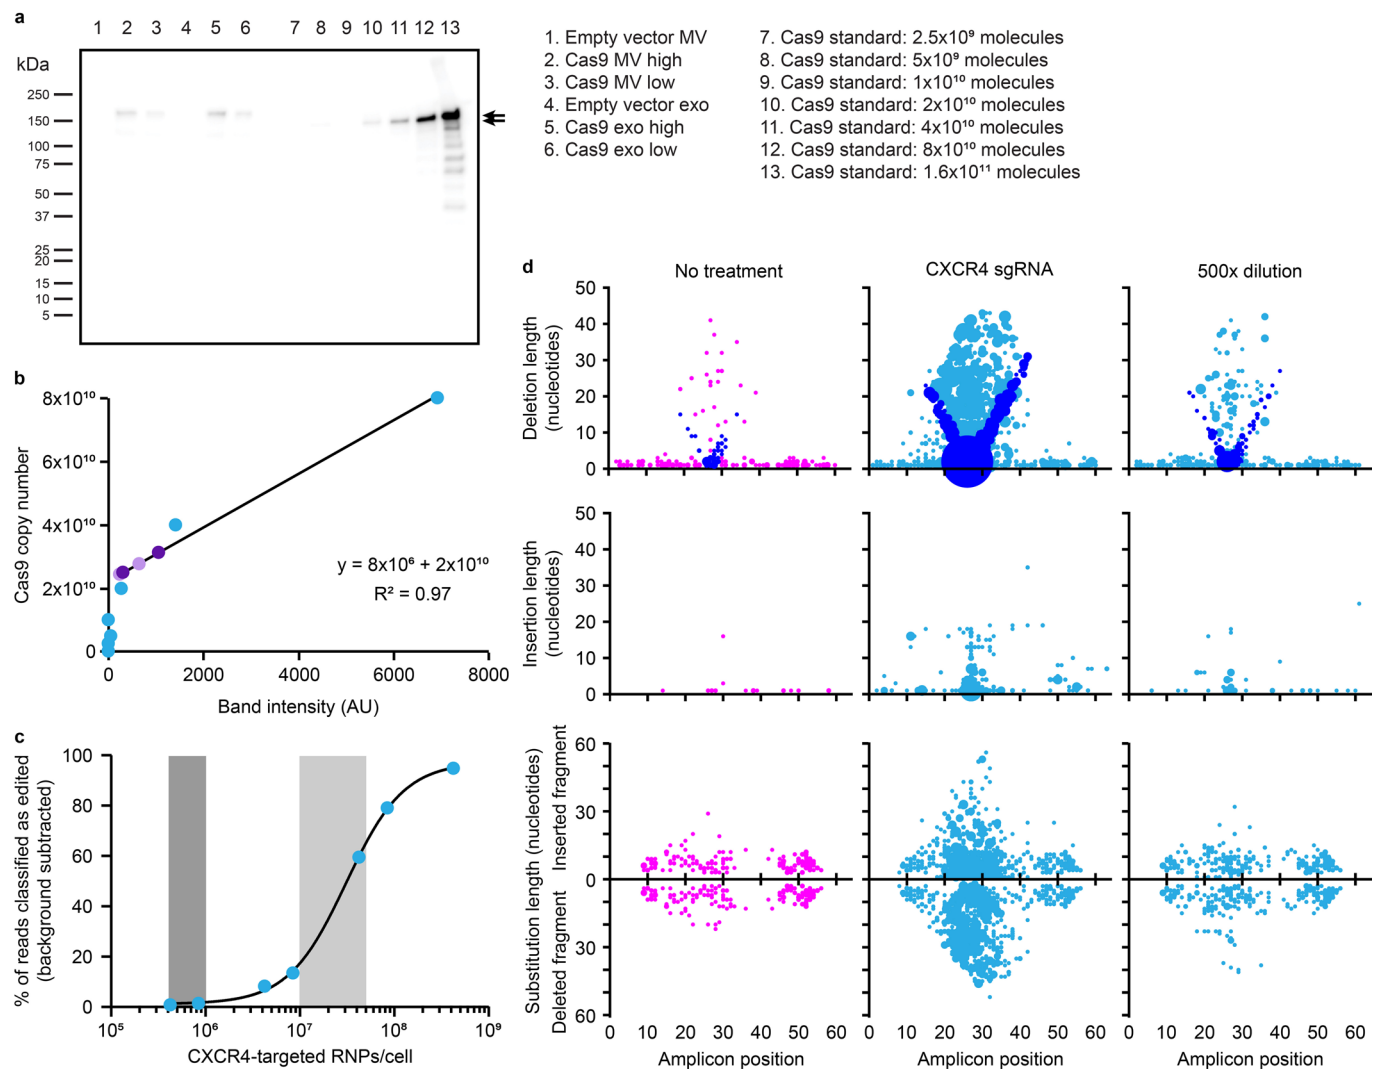 a
1 2 3 4 5 6 7 8 9 10 11 12 13
kDa
250
150
100
75
50
37
25
20
15
10
5
1. Empty vector MV
2. Cas9 MV high
3. Cas9 MV low
4. Empty vector exo
5. Cas9 exo high
6. Cas9 exo low
7. Cas9 standard: 2.5x10⁹ molecules
8. Cas9 standard: 5x10⁹ molecules
9. Cas9 standard: 1x10¹⁰ molecules
10. Cas9 standard: 2x10¹⁰ molecules
11. Cas9 standard: 4x10¹⁰ molecules
12. Cas9 standard: 8x10¹⁰ molecules
13. Cas9 standard: 1.6x10¹¹ molecules
b
Cas9 copy number
8x10¹⁰
6x10¹⁰
4x10¹⁰
2x10¹⁰
0
y = 8x10⁶ + 2x10¹⁰
R² = 0.97
0 2000 4000 6000 8000
Band intensity (AU)
c
% of reads classified as edited
(background subtracted)
100
80
60
40
20
0
10⁵ 10⁶ 10⁷ 10⁸ 10⁹
CXCR4-targeted RNPs/cell
d
No treatment CXCR4 sgRNA 500x dilution
Deletion length
(nucleotides)
50
40
30
20
10
0
Insertion length
(nucleotides)
50
40
30
20
10
0
Substitution length (nucleotides)
Deleted fragment Inserted fragment
60
30
0
30
60
0 10 20 30 40 50 60 0 10 20 30 40 50 60 0 10 20 30 40 50 60
Amplicon position Amplicon position Amplicon position